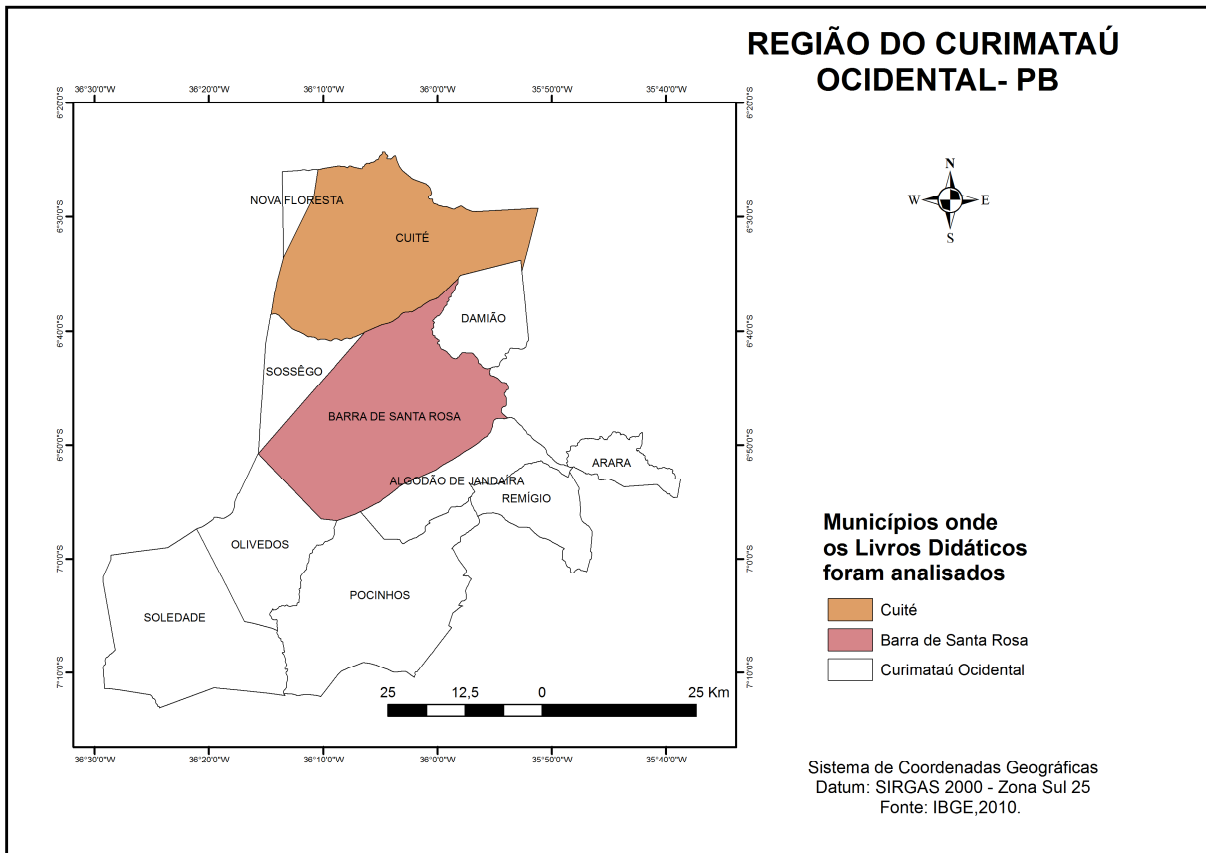 REGIÃO DO CURIMATAÚ
OCIDENTAL- PB
36°30'0"W
36°20'0"W
36°10'0"W
36°0'0"W
35°50'0"W
35°40'0"W
6°20'0"S
6°20'0"S
N
W
E
S
NOVA FLORESTA
6°30'0"S
6°30'0"S
CUITÉ
DAMIÃO
6°40'0"S
6°40'0"S
SOSSÊGO
BARRA DE SANTA ROSA
6°50'0"S
6°50'0"S
ARARA
ALGODÃO DE JANDAÍRA
REMÍGIO
OLIVEDOS
7°0'0"S
7°0'0"S
POCINHOS
SOLEDADE
7°10'0"S
7°10'0"S
25 12,5 0 25 Km
36°30'0"W
36°20'0"W
36°10'0"W
36°0'0"W
35°50'0"W
35°40'0"W
Municípios onde
os Livros Didáticos
foram analisados
Cuité
Barra de Santa Rosa
Curimataú Ocidental
Sistema de Coordenadas Geográficas
Datum: SIRGAS 2000 - Zona Sul 25
Fonte: IBGE,2010.